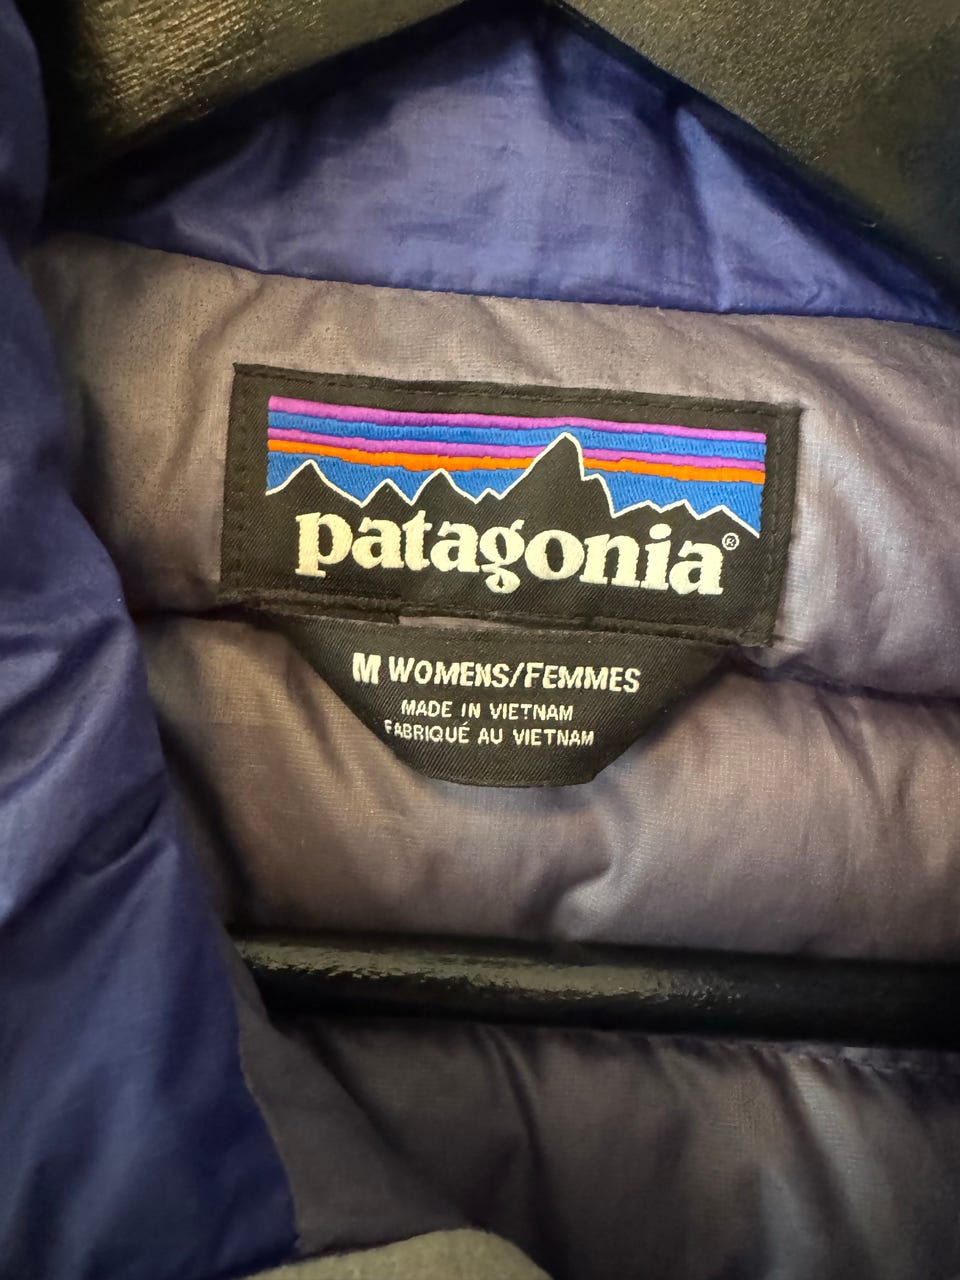 patagonia®
M WOMENS/FEMMES
MADE IN VIETNAM
FABRIQUÉ AU VIETNAM